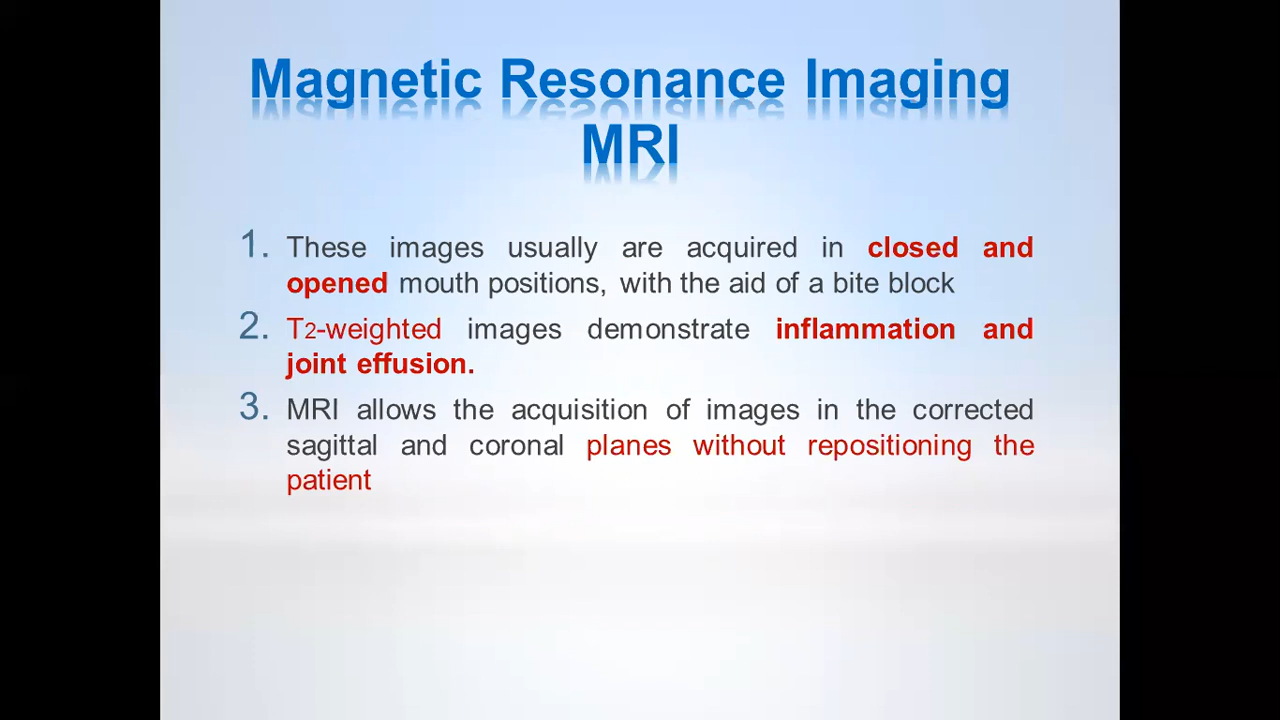 Magnetic Resonance Imaging
MRI
1. These images usually are acquired in closed and
opened mouth positions, with the aid of a bite block
2. T2-weighted images demonstrate inflammation and
joint effusion.
3. MRI allows the acquisition of images in the corrected
sagittal and coronal planes without repositioning the
patient